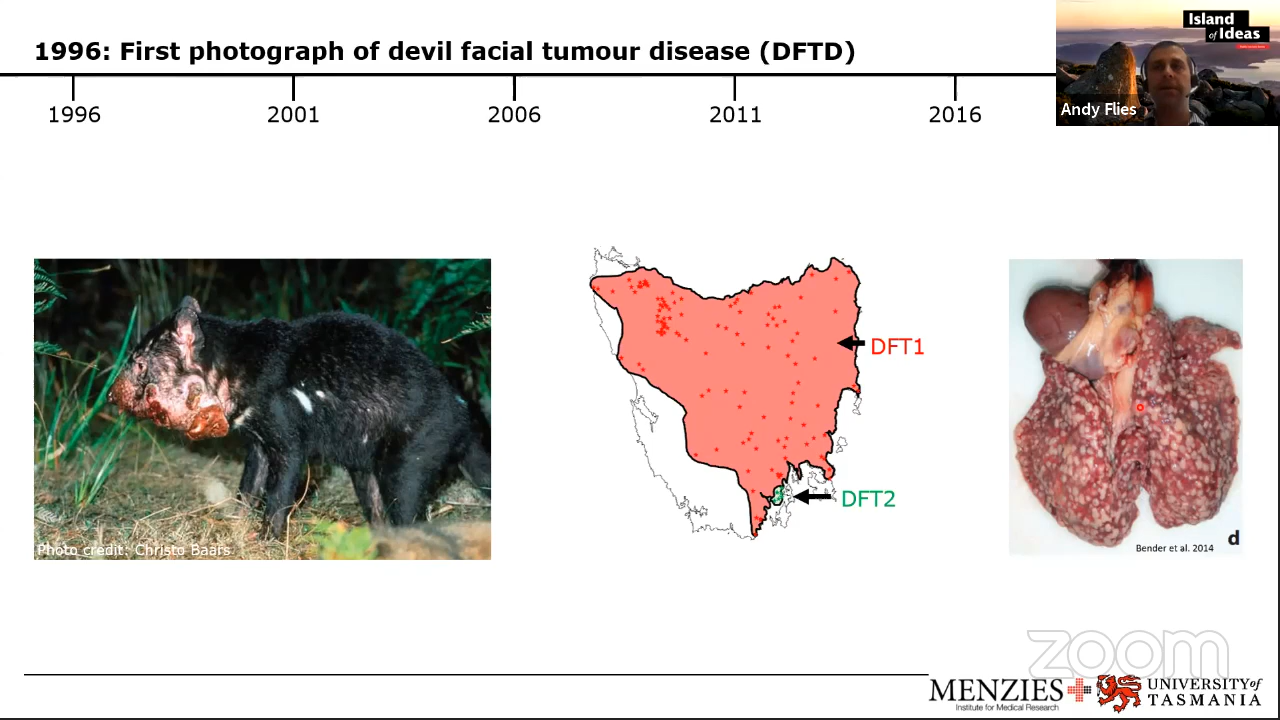 1996: First photograph of devil facial tumour disease (DFTD)
Island
of Ideas
Andy Flies
1996
2001
2006
2011
2016
DFT1
DFT2
Photo credit: Christo Baars
d
Bender et al. 2014
zoom
MENZIES
Institute for Medical Research
UNIVERSITY of
TASMANIA